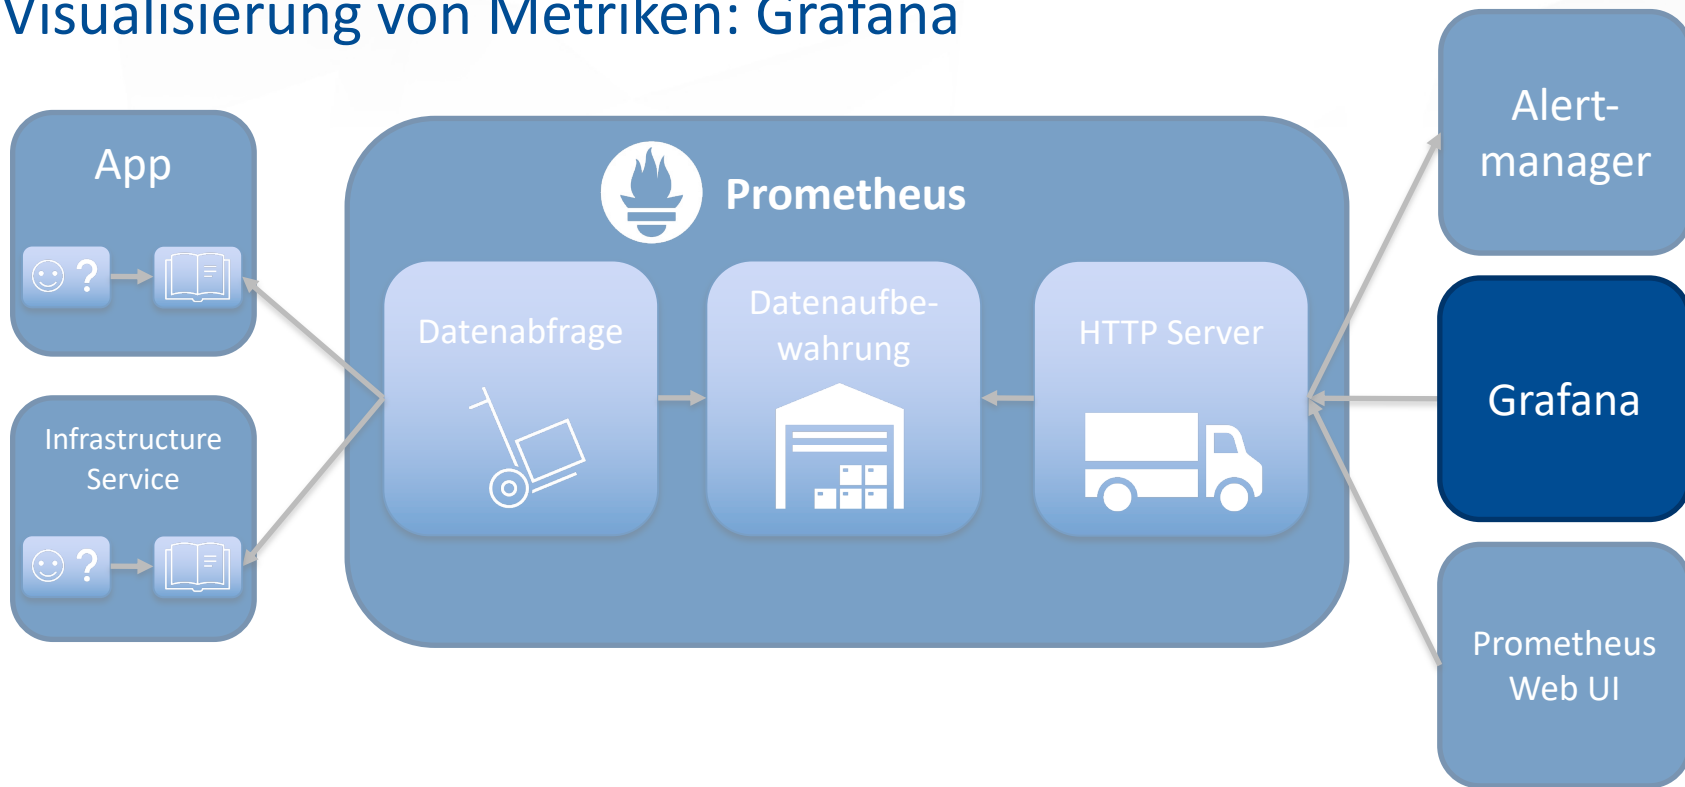 Visualisierung von Metriken: Grafana
App
?
Infrastructure
Service
?
Prometheus
Datenabfrage
Datenaufbe-
wahrung
HTTP Server
Alert-
manager
Grafana
Prometheus
Web UI